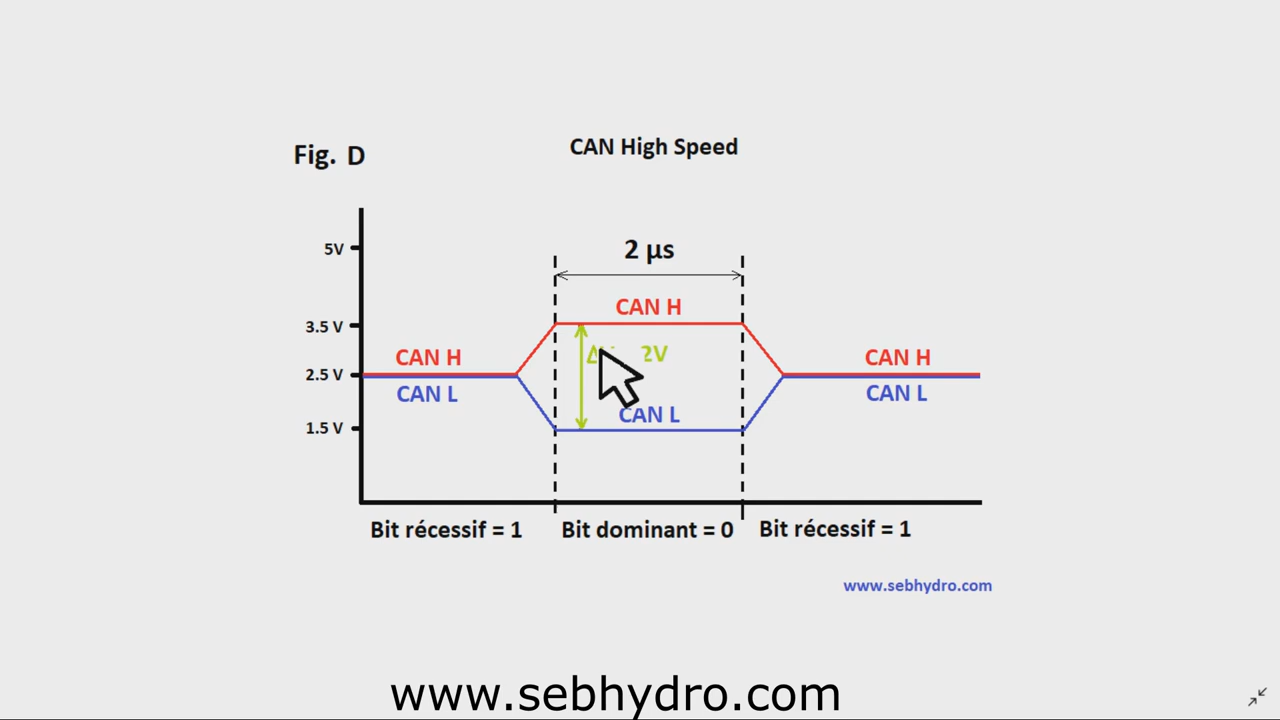 Fig. D
CAN High Speed
5V
2 µs
3.5 V
CAN H
2V
CAN H
CAN L
2.5 V
CAN H
CAN L
CAN L
1.5 V
Bit récessif = 1
Bit dominant = 0
Bit récessif = 1
www.sebhydro.com
www.sebhydro.com